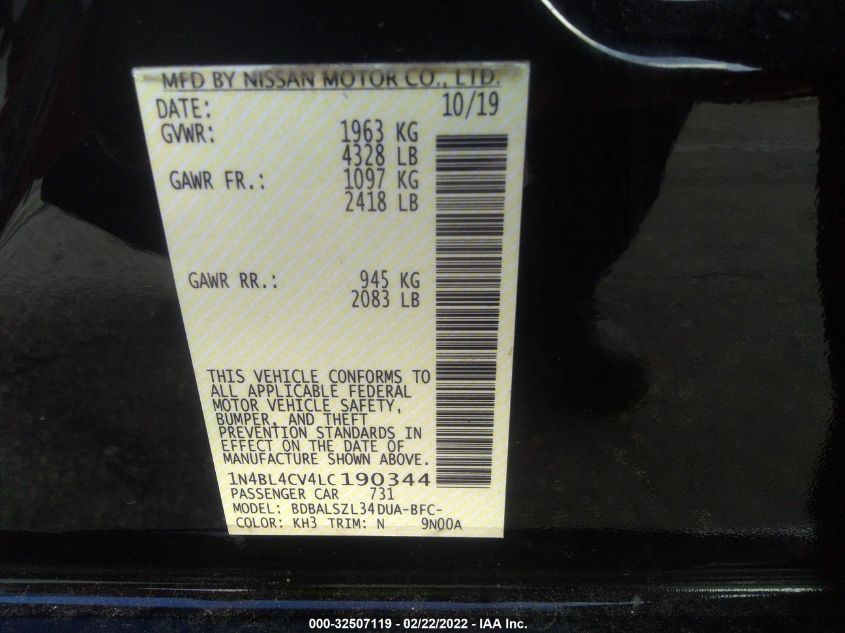 MFD BY NISSAN MOTOR CO., LTD.
DATE: 10/19
GVWR: 1963 KG
4328 LB
GAWR FR.: 1097 KG
2418 LB
GAWR RR.: 945 KG
2083 LB
THIS VEHICLE CONFORMS TO
ALL APPLICABLE FEDERAL
MOTOR VEHICLE SAFETY,
BUMPER, AND THEFT
PREVENTION STANDARDS IN
EFFECT ON THE DATE OF
MANUFACTURE SHOWN ABOVE.
1N4BL4CV4LC190344
PASSENGER CAR 731
MODEL: BDBALSZL34DUA-BFC-
COLOR: KH3 TRIM: N 9N00A
000-32507119 - 02/22/2022 - IAA Inc.